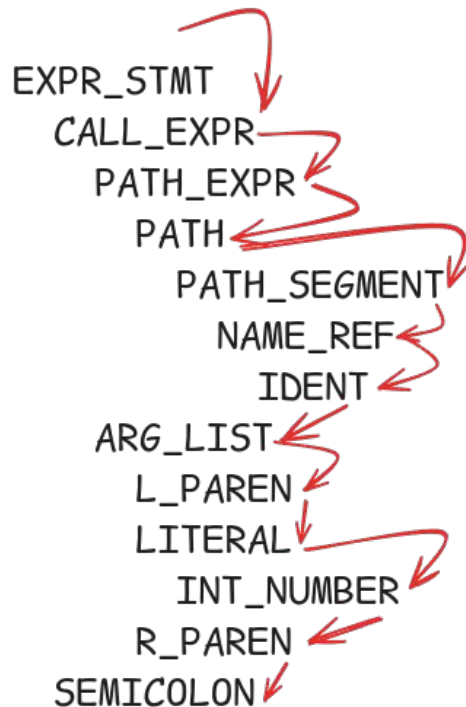 EXPR_STMT
CALL_EXPR
PATH_EXPR
PATH
PATH_SEGMENT
NAME_REF
IDENT
ARG_LIST
L_PAREN
LITERAL
INT_NUMBER
R_PAREN
SEMICOLON